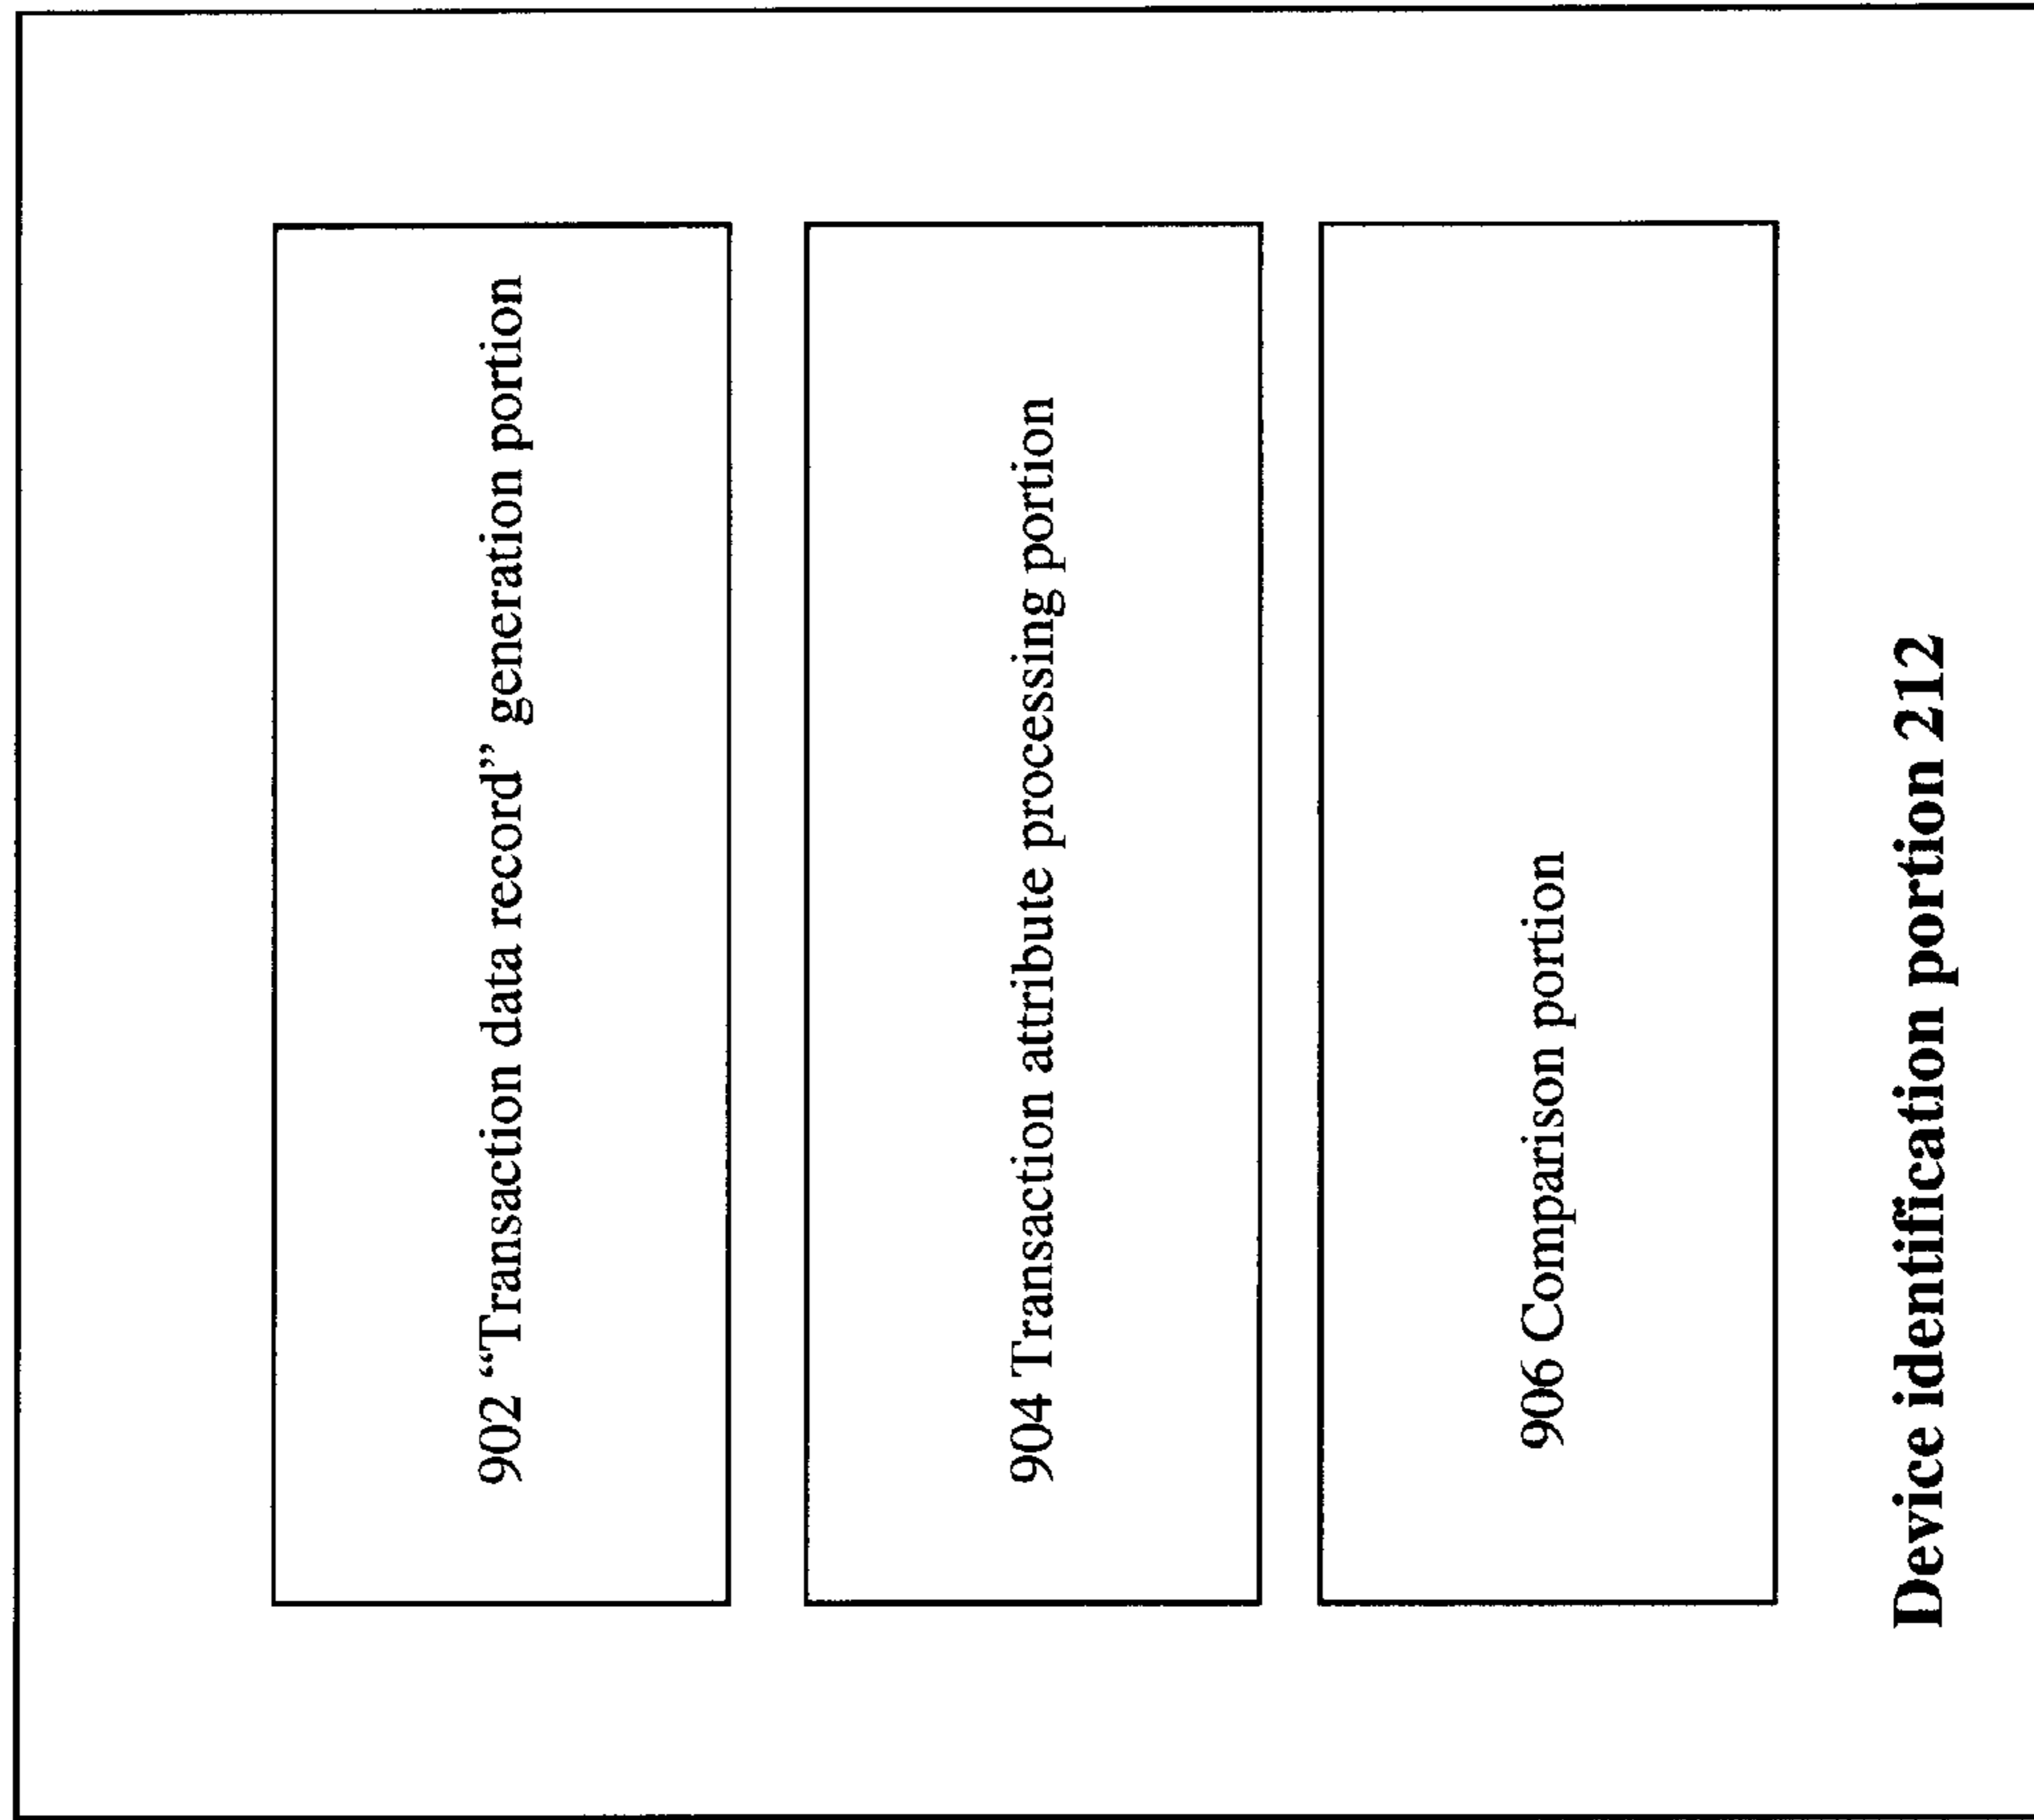 902 “Transaction data record” generation portion
904 Transaction attribute processing portion
906 Comparison portion
Device identification portion 212